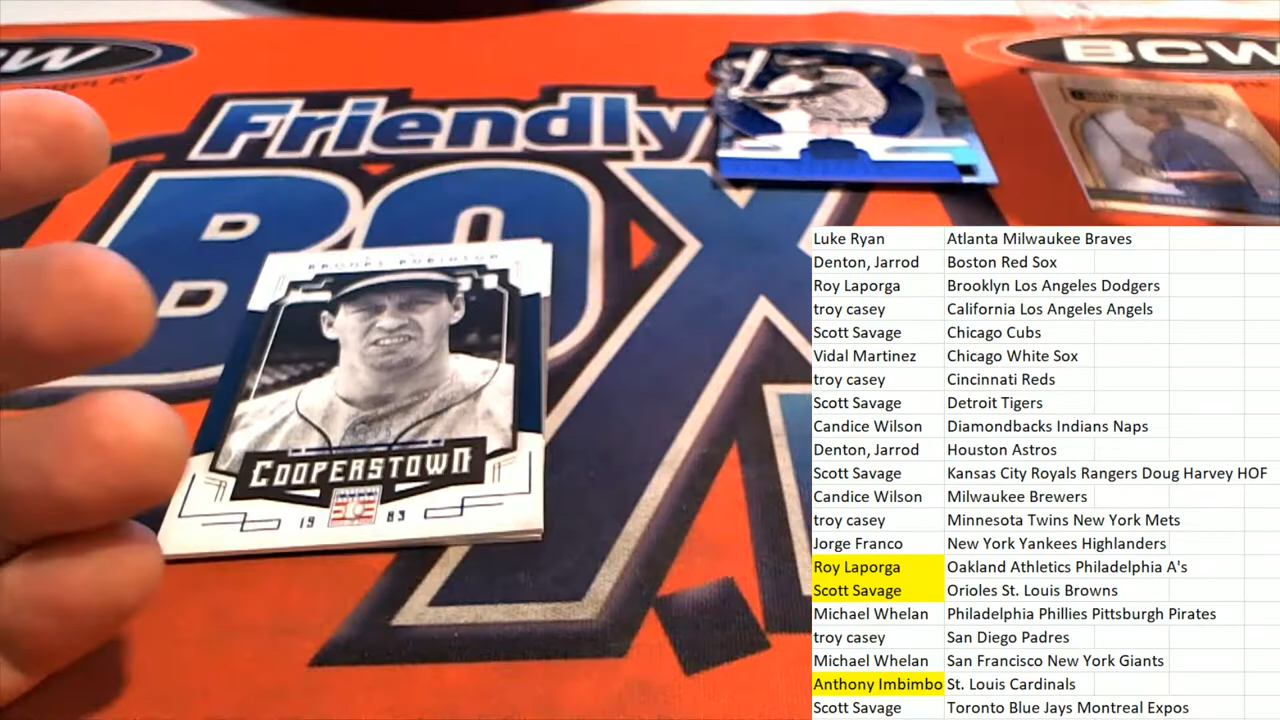 BCW
Friendly
BOX
BROOKS ROBINSON
COOPERSTOWN
19 83
Luke Ryan Atlanta Milwaukee Braves
Denton, Jarrod Boston Red Sox
Roy Laporga Brooklyn Los Angeles Dodgers
troy casey California Los Angeles Angels
Scott Savage Chicago Cubs
Vidal Martinez Chicago White Sox
troy casey Cincinnati Reds
Scott Savage Detroit Tigers
Candice Wilson Diamondbacks Indians Naps
Denton, Jarrod Houston Astros
Scott Savage Kansas City Royals Rangers Doug Harvey HOF
Candice Wilson Milwaukee Brewers
troy casey Minnesota Twins New York Mets
Jorge Franco New York Yankees Highlanders
Roy Laporga Oakland Athletics Philadelphia A's
Scott Savage Orioles St. Louis Browns
Michael Whelan Philadelphia Phillies Pittsburgh Pirates
troy casey San Diego Padres
Michael Whelan San Francisco New York Giants
Anthony Imbimbo St. Louis Cardinals
Scott Savage Toronto Blue Jays Montreal Expos